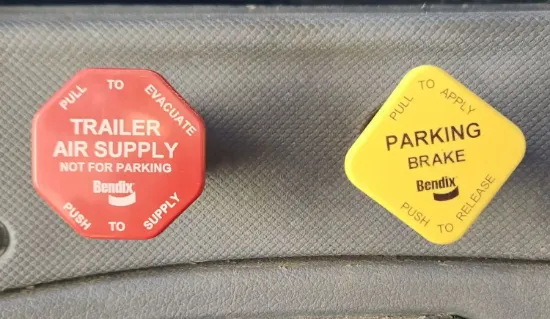 PULL TO EVACUATE
TRAILER
AIR SUPPLY
NOT FOR PARKING
Bendix
PUSH TO SUPPLY
PULL TO APPLY
PARKING
BRAKE
Bendix
PUSH TO RELEASE